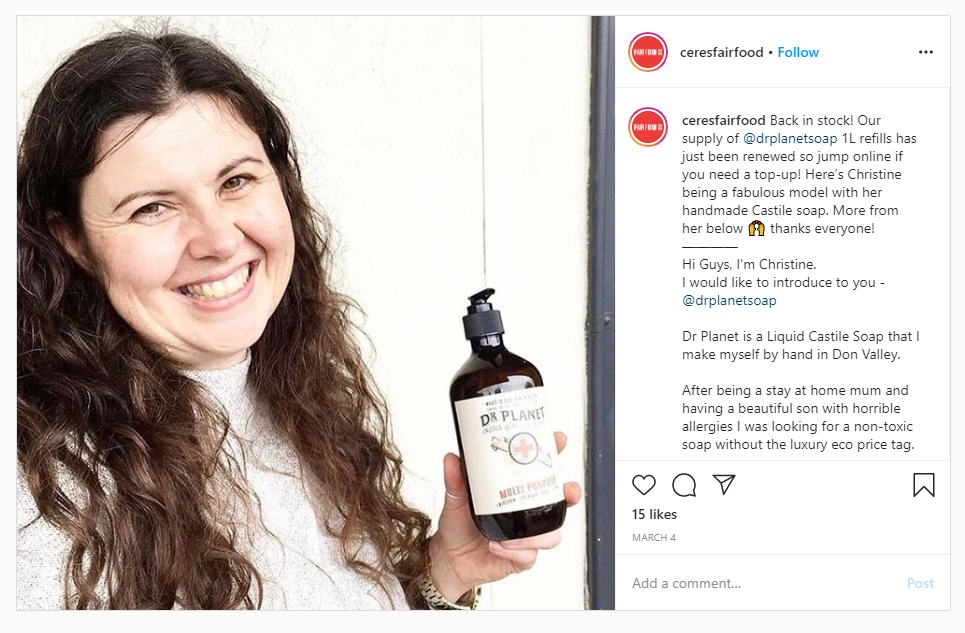 FAIR FOOD
ceresfairfood • Follow
FAIR FOOD
ceresfairfood Back in stock! Our
supply of @drplanetsoap 1L refills has
just been renewed so jump online if
you need a top-up! Here's Christine
being a fabulous model with her
handmade Castile soap. More from
her below 🙌 thanks everyone!
__________
Hi Guys, I'm Christine.
I would like to introduce to you -
@drplanetsoap
Dr Planet is a Liquid Castile Soap that I
make myself by hand in Don Valley.
After being a stay at home mum and
having a beautiful son with horrible
allergies I was looking for a non-toxic
soap without the luxury eco price tag.
15 likes
MARCH 4
Add a comment... Post
DR PLANET
MULTI PURPOSE